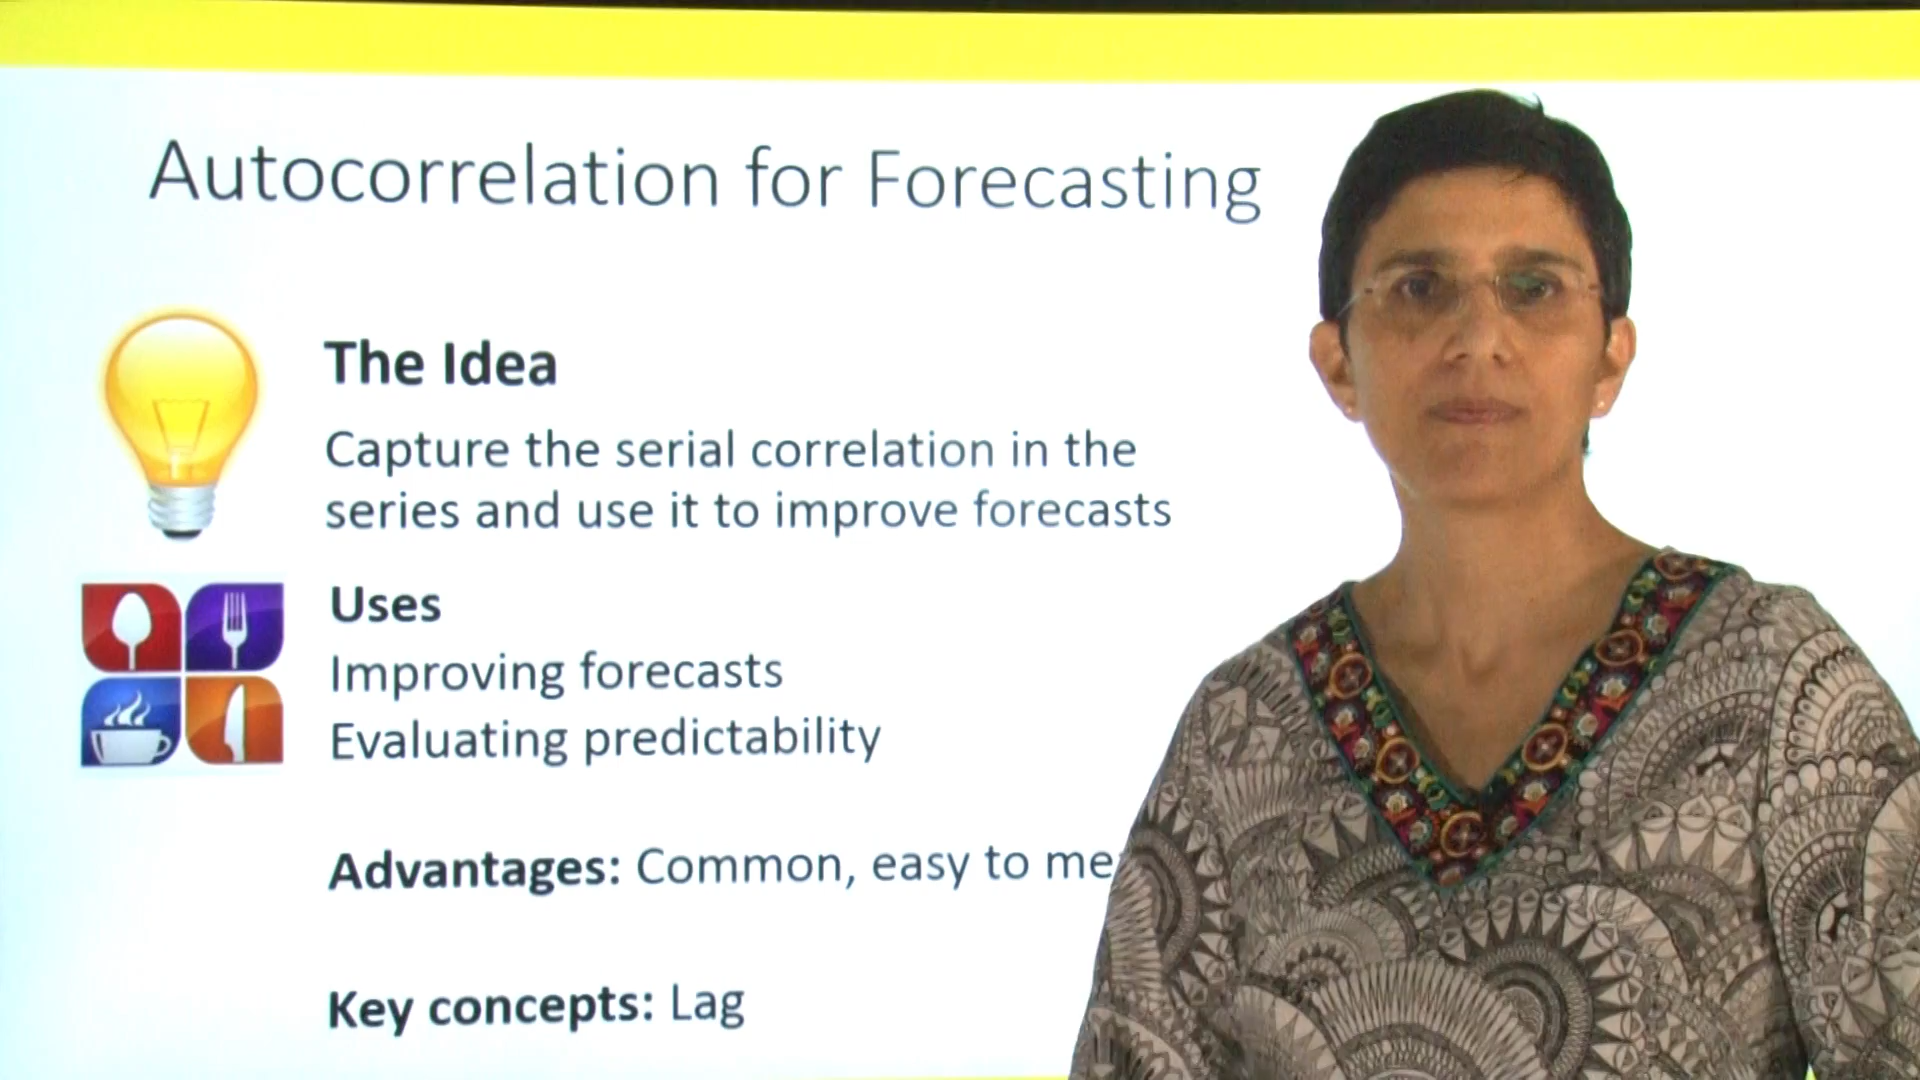 Autocorrelation for Forecasting
The Idea
Capture the serial correlation in the
series and use it to improve forecasts
Uses
Improving forecasts
Evaluating predictability
Advantages: Common, easy to
Key concepts: Lag